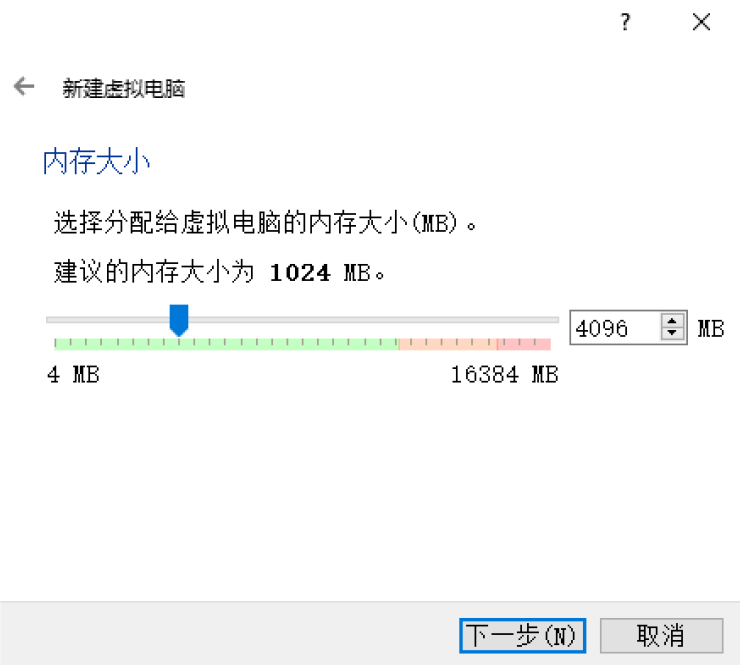 ?
新建虚拟电脑
内存大小
选择分配给虚拟电脑的内存大小(MB)。
建议的内存大小为 1024 MB。
4096 MB
4 MB 16384 MB
下一步(N) 取消